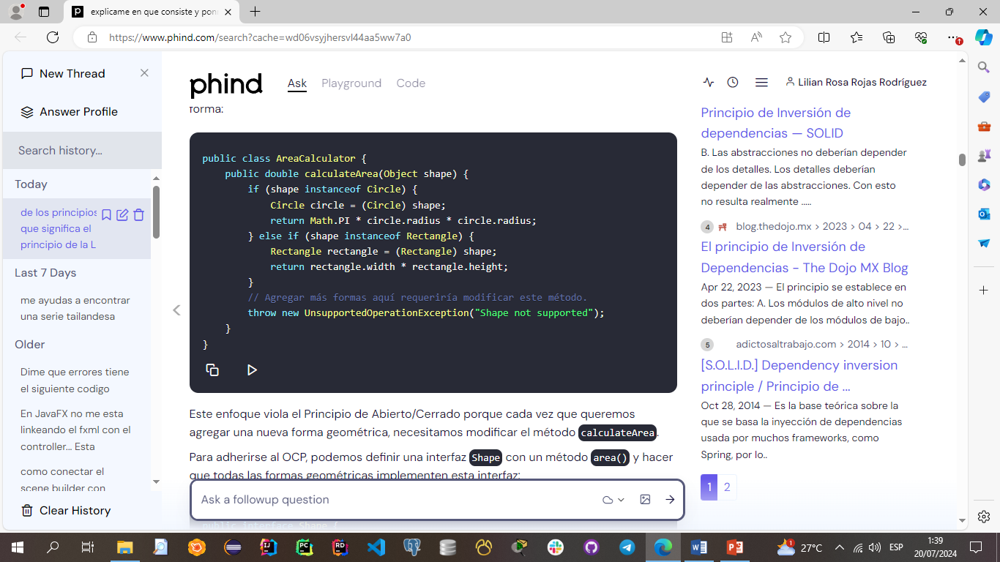 explicame en que consiste y pon
https://www.phind.com/search?cache=wd06vsyjhersvl44aa5ww7a0
New Thread
Answer Profile
Search history...
Today
de los principios
que significa el
principio de la L
Last 7 Days
me ayudas a encontrar
una serie tailandesa
Older
Dime que errores tiene
el siguiente codigo
En JavaFX no me esta
linkeando el fxml con el
controller... Esta
como conectar el
scene builder con
Clear History
phind
Ask
Playground
Code
Lilian Rosa Rojas Rodríguez
forma:
public class AreaCalculator {
    public double calculateArea(Object shape) {
        if (shape instanceof Circle) {
            Circle circle = (Circle) shape;
            return Math.PI * circle.radius * circle.radius;
        } else if (shape instanceof Rectangle) {
            Rectangle rectangle = (Rectangle) shape;
            return rectangle.width * rectangle.height;
        }
        // Agregar más formas aquí requeriría modificar este método.
        throw new UnsupportedOperationException("Shape not supported");
    }
}
Este enfoque viola el Principio de Abierto/Cerrado porque cada vez que queremos
agregar una nueva forma geométrica, necesitamos modificar el método calculateArea.
Para adherirse al OCP, podemos definir una interfaz Shape con un método area() y hacer
que todas las formas geométricas implementen esta interfaz:
Ask a followup question
public interface Shape {
Principio de Inversión de
dependencias — SOLID
B. Las abstracciones no deberían depender
de los detalles. Los detalles deberían
depender de las abstracciones. Con esto
no resulta realmente .....
4 blog.thedojo.mx › 2023 › 04 › 22 ›...
El principio de Inversión de
Dependencias - The Dojo MX Blog
Apr 22, 2023 — El principio se establece en
dos partes: A. Los módulos de alto nivel no
deberían depender de los módulos de bajo..
5 adictosaltrabajo.com › 2014 › 10 › ...
[S.O.L.I.D.] Dependency inversion
principle / Principio de ...
Oct 28, 2014 — Es la base teórica sobre la
que se basa la inyección de dependencias
usada por muchos frameworks, como
Spring, por lo..
1 2
27°C
ESP
1:39
20/07/2024